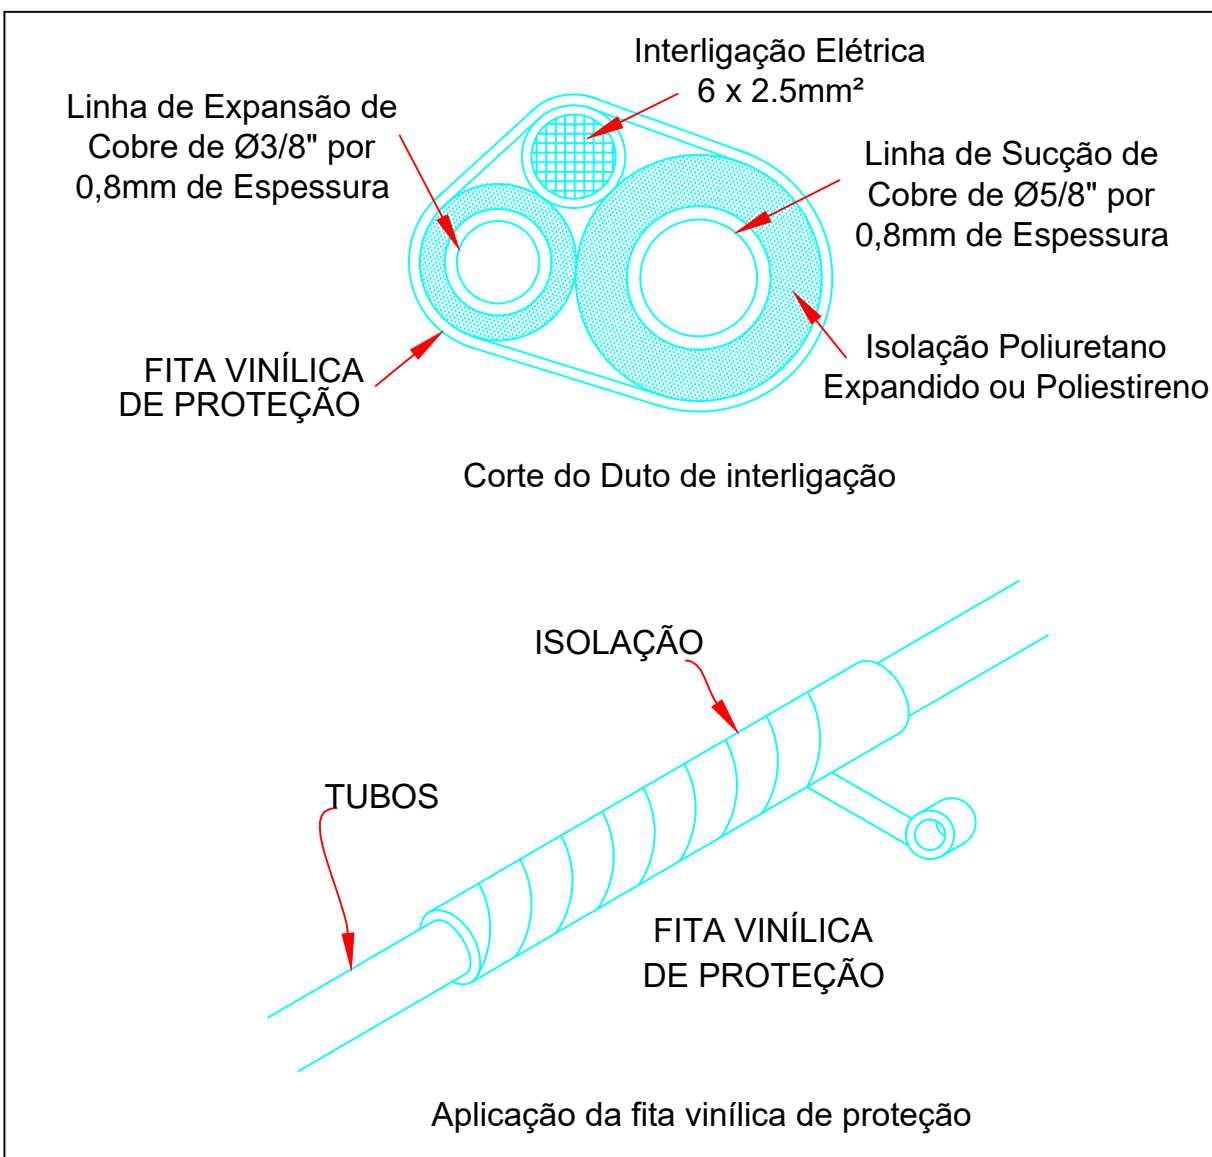 Interligação Elétrica
6 x 2.5mm²
Linha de Expansão de
Cobre de Ø3/8" por
0,8mm de Espessura
Linha de Sucção de
Cobre de Ø5/8" por
0,8mm de Espessura
FITA VINÍLICA
DE PROTEÇÃO
Isolação Poliuretano
Expandido ou Poliestireno
Corte do Duto de interligação
ISOLAÇÃO
TUBOS
FITA VINÍLICA
DE PROTEÇÃO
Aplicação da fita vinílica de proteção